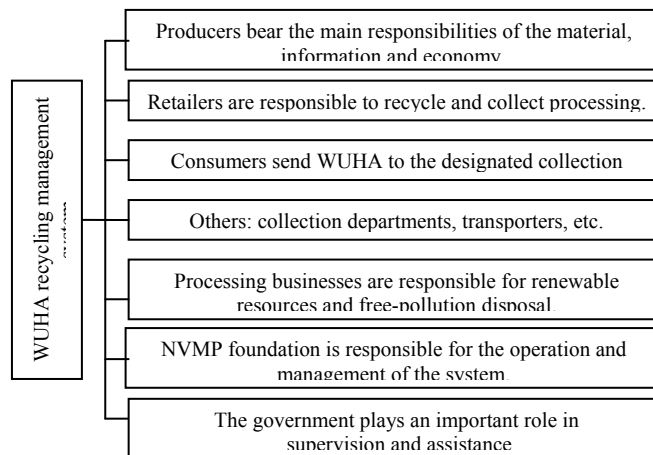 Producers bear the main responsibilities of the material,
information and economy
Retailers are responsible to recycle and collect processing.
Consumers send WUHA to the designated collection
Others: collection departments, transporters, etc.
Processing businesses are responsible for renewable
resources and free-pollution disposal.
NVMP foundation is responsible for the operation and
management of the system.
The government plays an important role in
supervision and assistance
WUHA recycling management
system